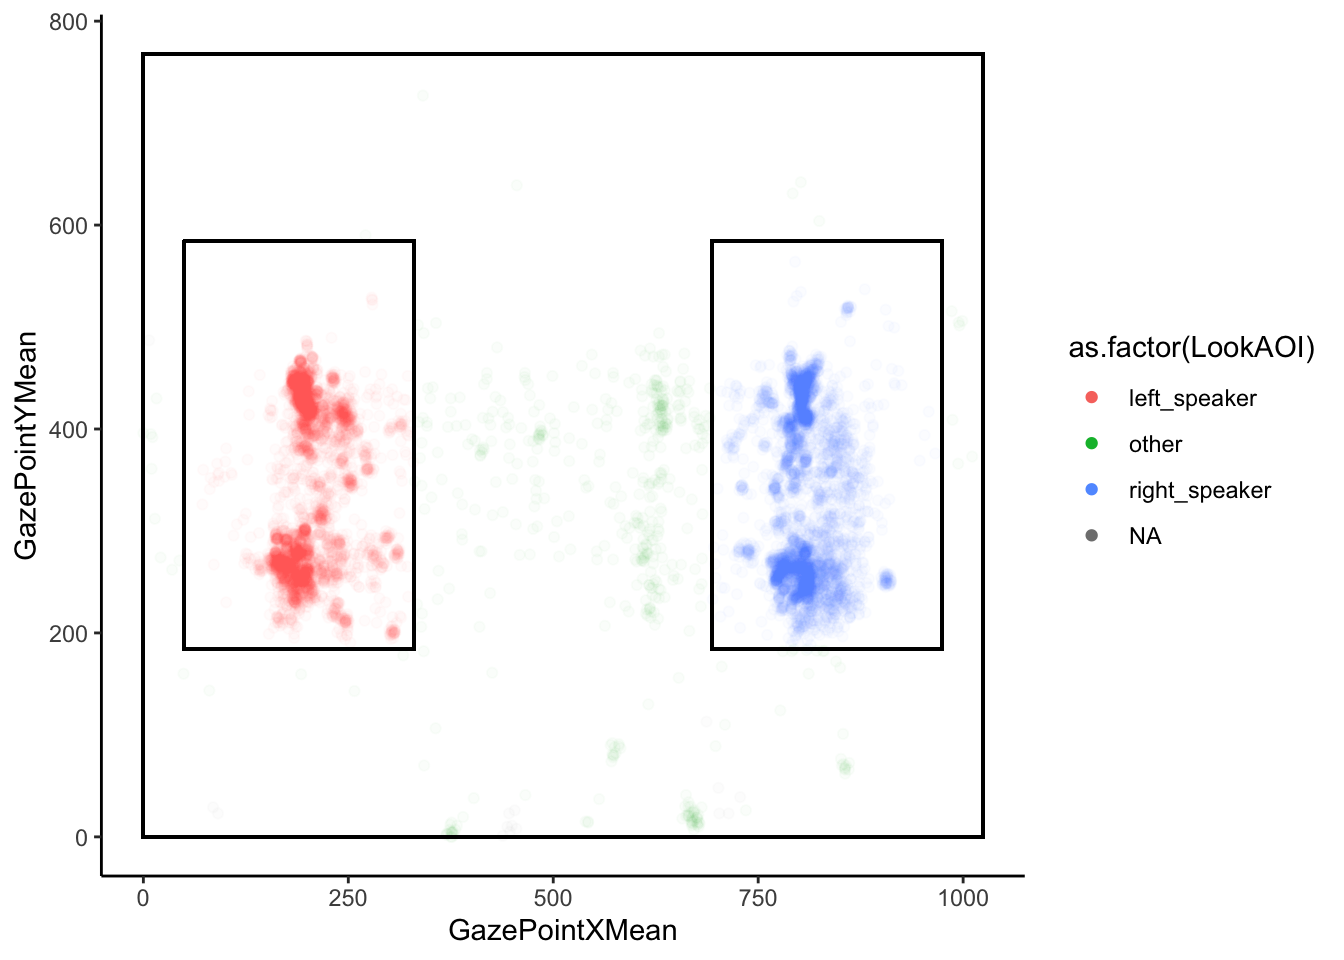 800
600
400
200
0
GazePointYMean
0
250
500
750
1000
GazePointXMean
as.factor(LookAOI)
left_speaker
other
right_speaker
NA